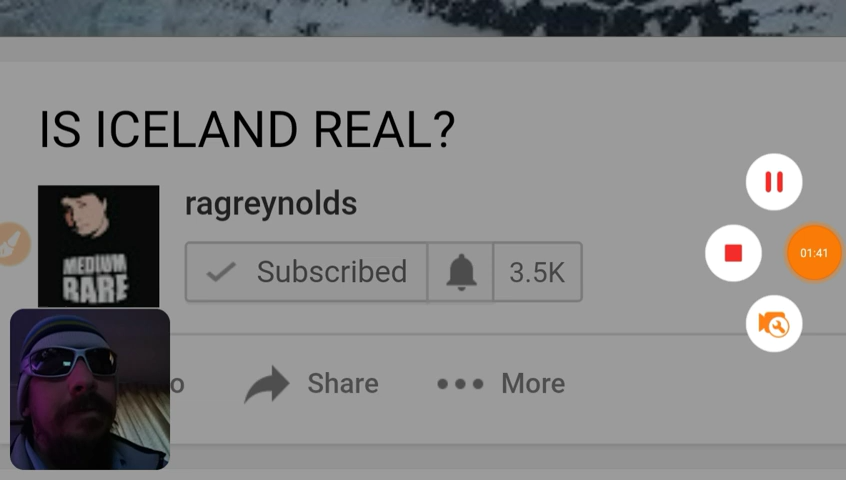 IS ICELAND REAL?
ragreynolds
MEDIUM
RARE
Subscribed
3.5K
01:41
o
Share
More